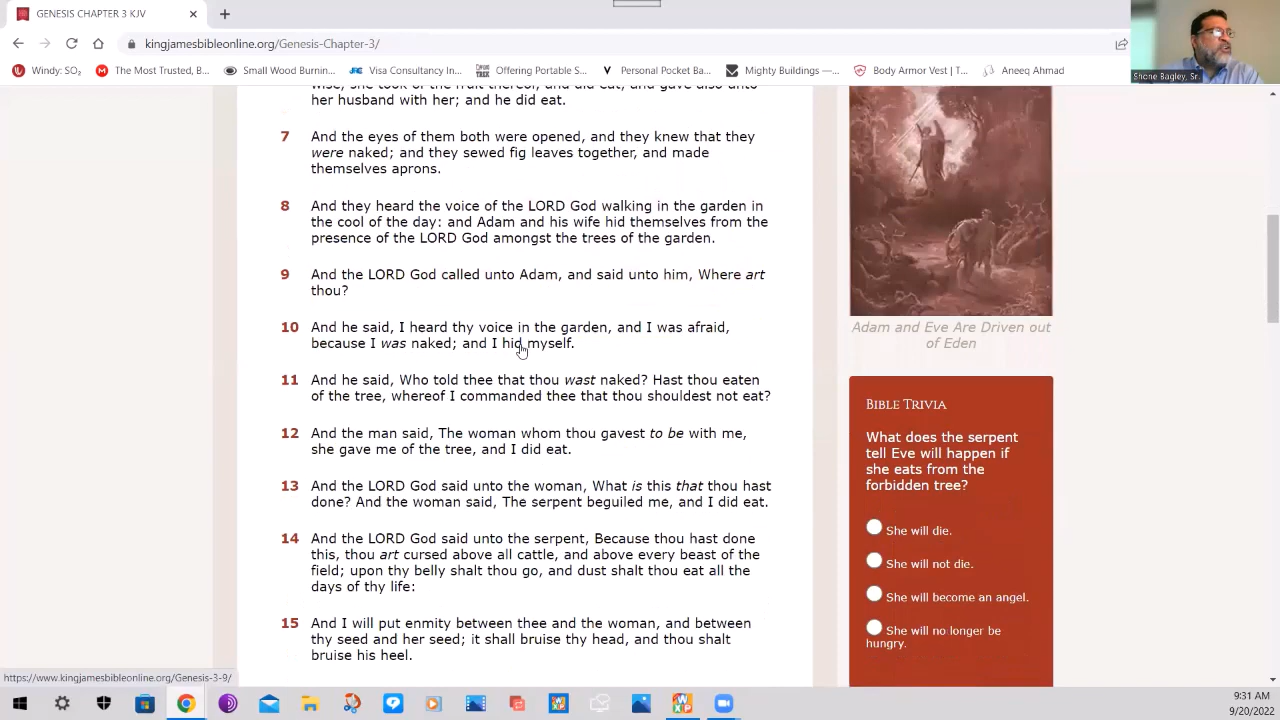 GENESIS CHAPTER 3 KJV
kingjamesbibleonline.org/Genesis-Chapter-3/
Windy: SO₂
The Most Trusted, B...
Small Wood Burnin...
Visa Consultancy In...
Offering Portable S...
Personal Pocket Ba...
Mighty Buildings —...
Body Armor Vest | T...
Aneeq Ahmad
Shone Bagley, Sr.
wise, she took of the fruit thereof, and did eat, and gave also unto
her husband with her; and he did eat.
7 And the eyes of them both were opened, and they knew that they
were naked; and they sewed fig leaves together, and made
themselves aprons.
8 And they heard the voice of the LORD God walking in the garden in
the cool of the day: and Adam and his wife hid themselves from the
presence of the LORD God amongst the trees of the garden.
9 And the LORD God called unto Adam, and said unto him, Where art
thou?
10 And he said, I heard thy voice in the garden, and I was afraid,
because I was naked; and I hid myself.
11 And he said, Who told thee that thou wast naked? Hast thou eaten
of the tree, whereof I commanded thee that thou shouldest not eat?
12 And the man said, The woman whom thou gavest to be with me,
she gave me of the tree, and I did eat.
13 And the LORD God said unto the woman, What is this that thou hast
done? And the woman said, The serpent beguiled me, and I did eat.
14 And the LORD God said unto the serpent, Because thou hast done
this, thou art cursed above all cattle, and above every beast of the
field; upon thy belly shalt thou go, and dust shalt thou eat all the
days of thy life:
15 And I will put enmity between thee and the woman, and between
thy seed and her seed; it shall bruise thy head, and thou shalt
bruise his heel.
Adam and Eve Are Driven out
of Eden
BIBLE TRIVIA
What does the serpent
tell Eve will happen if
she eats from the
forbidden tree?
She will die.
She will not die.
She will become an angel.
She will no longer be
hungry.
https://www.kingjamesbibleonline.org/Genesis-3-9/
9:31 AM
9/20/2022